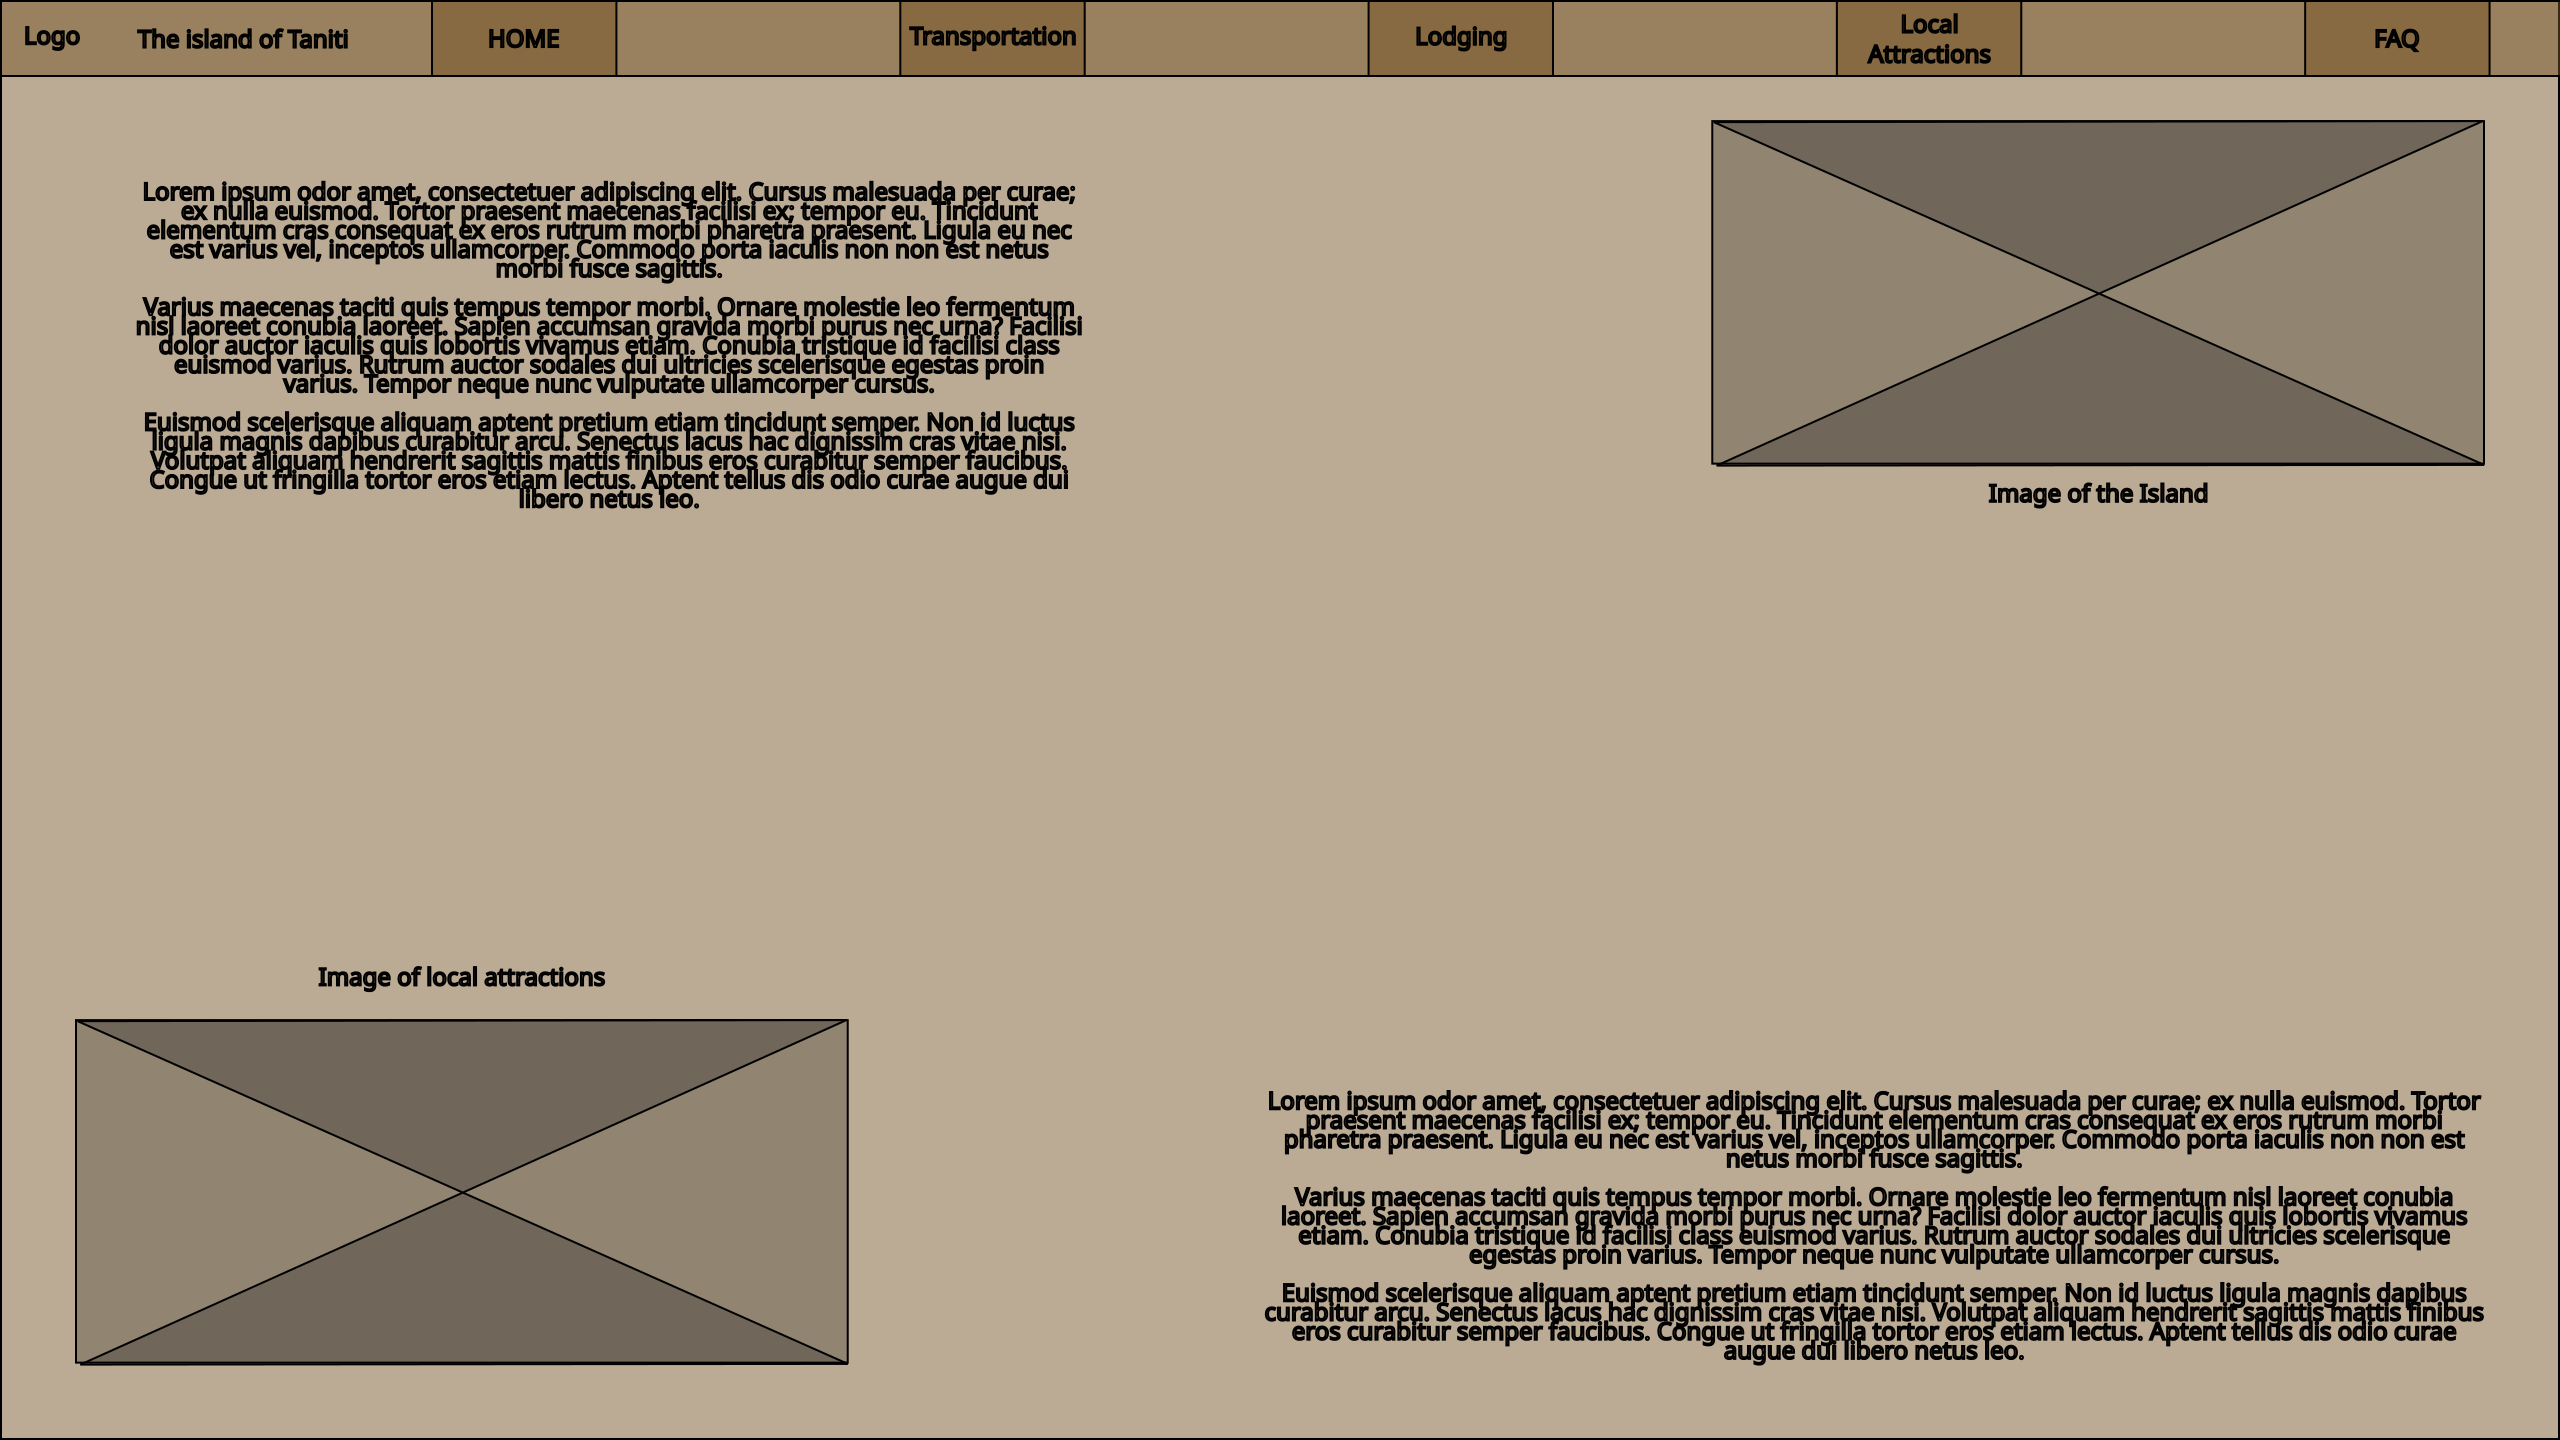 Logo
The island of Taniti
HOME
Transportation
Lodging
Local
Attractions
FAQ
Lorem ipsum odor amet, consectetuer adipiscing elit. Cursus malesuada per curae;
ex nulla euismod. Tortor praesent maecenas facilisi ex; tempor eu. Tincidunt
elementum cras consequat ex eros rutrum morbi pharetra praesent. Ligula eu nec
est varius vel, inceptos ullamcorper. Commodo porta iaculis non non est netus
morbi fusce sagittis.
Varius maecenas taciti quis tempus tempor morbi. Ornare molestie leo fermentum
nisl laoreet conubia laoreet. Sapien accumsan gravida morbi purus nec urna? Facilisi
dolor auctor iaculis quis lobortis vivamus etiam. Conubia tristique id facilisi class
euismod varius. Rutrum auctor sodales dui ultricies scelerisque egestas proin
varius. Tempor neque nunc vulputate ullamcorper cursus.
Euismod scelerisque aliquam aptent pretium etiam tincidunt semper. Non id luctus
ligula magnis dapibus curabitur arcu. Senectus lacus hac dignissim cras vitae nisi.
Volutpat aliquam hendrerit sagittis mattis finibus eros curabitur semper faucibus.
Congue ut fringilla tortor eros etiam lectus. Aptent tellus dis odio curae augue dui
libero netus leo.
Image of the Island
Image of local attractions
Lorem ipsum odor amet, consectetuer adipiscing elit. Cursus malesuada per curae; ex nulla euismod. Tortor
praesent maecenas facilisi ex; tempor eu. Tincidunt elementum cras consequat ex eros rutrum morbi
pharetra praesent. Ligula eu nec est varius vel, inceptos ullamcorper. Commodo porta iaculis non non est
netus morbi fusce sagittis.
Varius maecenas taciti quis tempus tempor morbi. Ornare molestie leo fermentum nisl laoreet conubia
laoreet. Sapien accumsan gravida morbi purus nec urna? Facilisi dolor auctor iaculis quis lobortis vivamus
etiam. Conubia tristique id facilisi class euismod varius. Rutrum auctor sodales dui ultricies scelerisque
egestas proin varius. Tempor neque nunc vulputate ullamcorper cursus.
Euismod scelerisque aliquam aptent pretium etiam tincidunt semper. Non id luctus ligula magnis dapibus
curabitur arcu. Senectus lacus hac dignissim cras vitae nisi. Volutpat aliquam hendrerit sagittis mattis finibus
eros curabitur semper faucibus. Congue ut fringilla tortor eros etiam lectus. Aptent tellus dis odio curae
augue dui libero netus leo.